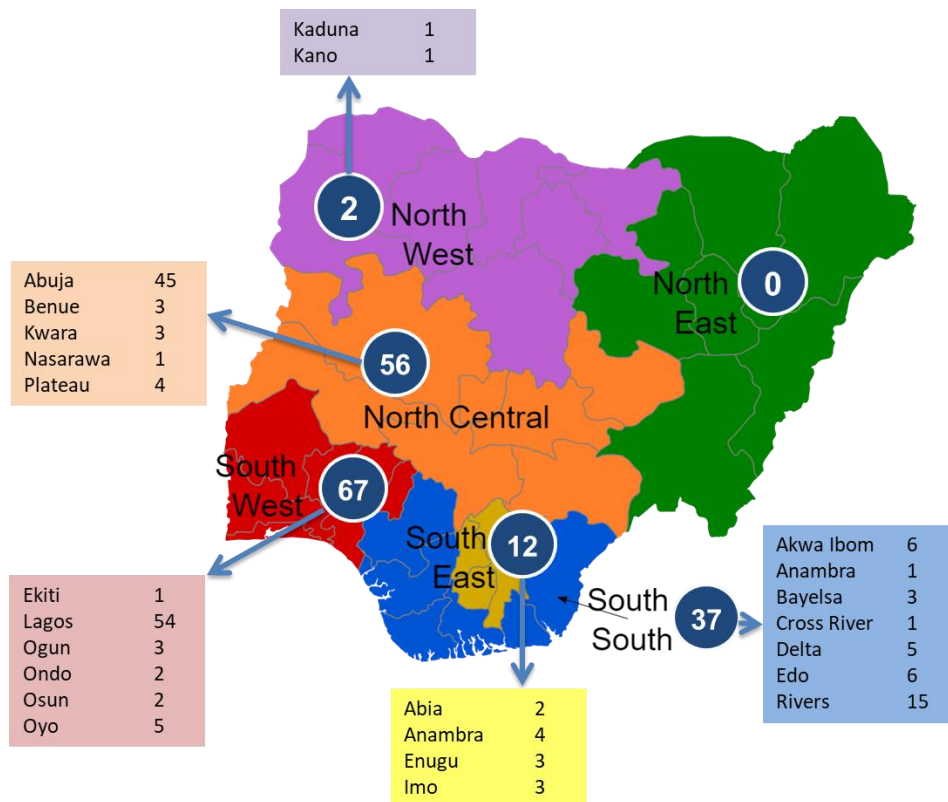 Kaduna 1
Kano 1
2
North
West
North
East
0
Abuja 45
Benue 3
Kwara 3
Nasarawa 1
Plateau 4
56
North Central
South
West
67
South
East
12
South
South
37
Akwa Ibom 6
Anambra 1
Bayelsa 3
Cross River 1
Delta 5
Edo 6
Rivers 15
Ekiti 1
Lagos 54
Ogun 3
Ondo 2
Osun 2
Oyo 5
Abia 2
Anambra 4
Enugu 3
Imo 3